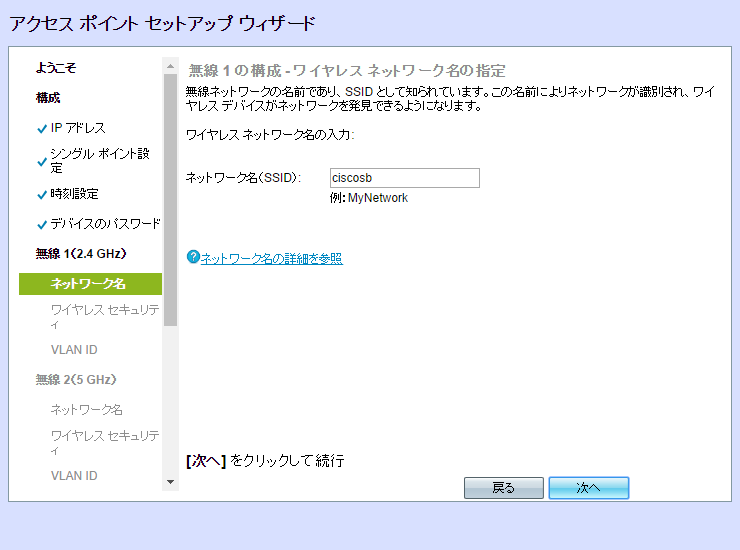 アクセス ポイント セットアップ ウィザード
ようこそ
構成
IP アドレス
シングル ポイント設
定
時刻設定
デバイスのパスワード
無線 1(2.4 GHz)
ネットワーク名
ワイヤレス セキュリテ
ィ
VLAN ID
無線 2(5 GHz)
ネットワーク名
ワイヤレス セキュリテ
ィ
VLAN ID
無線 1 の構成 - ワイヤレス ネットワーク名の指定
無線ネットワークの名前であり、SSID として知られています。この名前によりネットワークが識別され、ワイ
ヤレス デバイスがネットワークを発見できるようになります。
ワイヤレス ネットワーク名の入力:
ネットワーク名(SSID): ciscosb
例: MyNetwork
?ネットワーク名の詳細を参照
[次へ] をクリックして続行
戻る 次へ